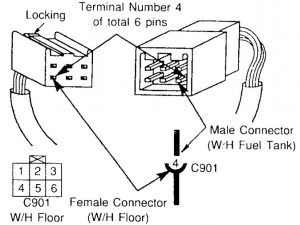 Locking
Terminal Number 4
of total 6 pins
Male Connector
(W/H Fuel Tank)
4
C901
1 2 3
4 5 6
C901
W/H Floor
Female Connector
(W/H Floor)